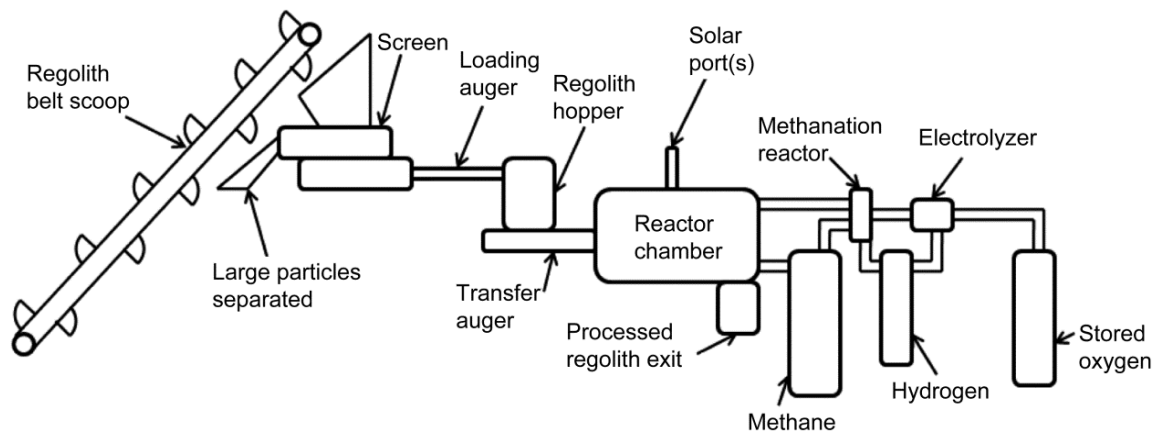 Regolith
belt scoop
Screen
Loading
auger
Regolith
hopper
Solar
port(s)
Methanation
reactor
Electrolyzer
Large particles
separated
Transfer
auger
Reactor
chamber
Processed
regolith exit
Methane
Hydrogen
Stored
oxygen